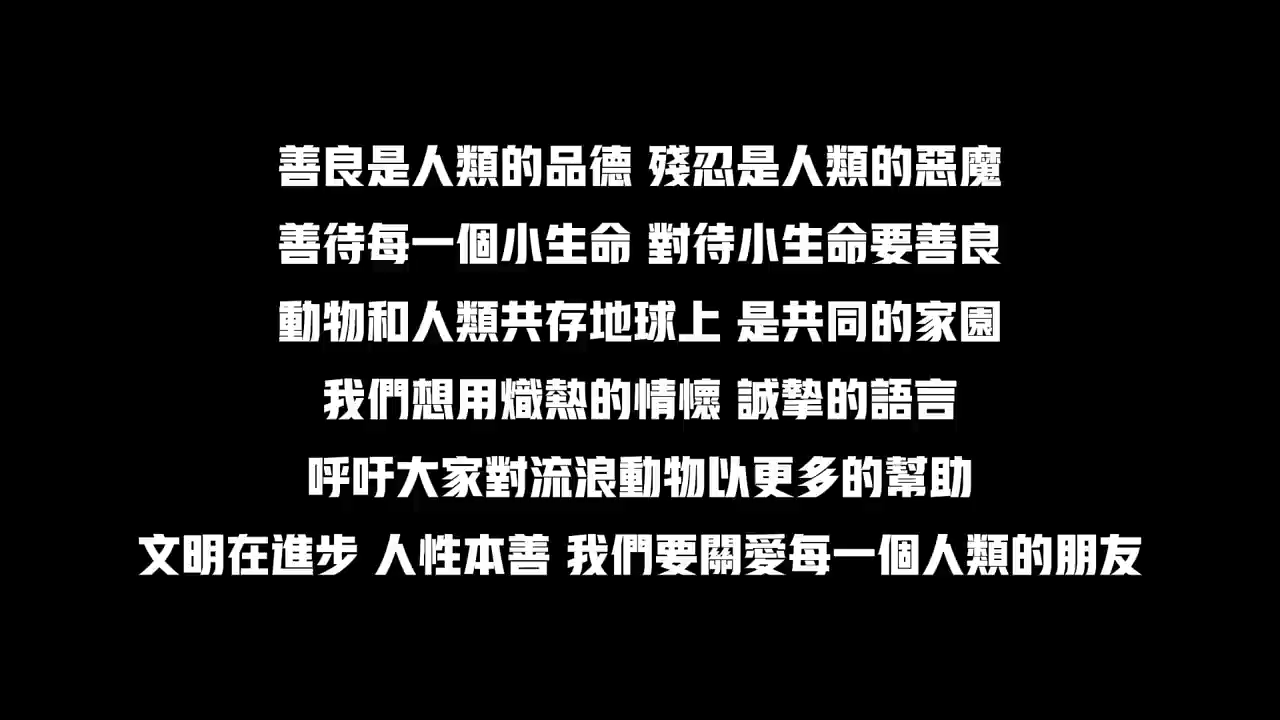 善良是人類的品德 殘忍是人類的惡魔
善待每一個小生命 對待小生命要善良
動物和人類共存地球上 是共同的家園
我們想用熾熱的情懷 誠摯的語言
呼吁大家對流浪動物以更多的幫助
文明在進步 人性本善 我們要關愛每一個人類的朋友